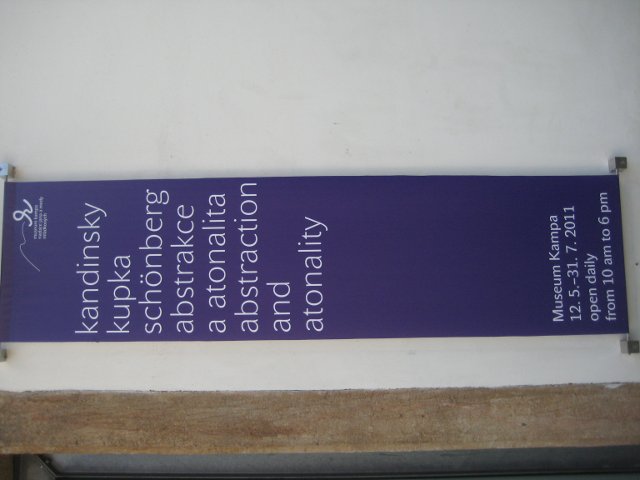 kandinsky
kupka
schönberg
abstrakce
a atonalita
abstraction
and
atonality
Museum Kampa
12. 5.–31. 7. 2011
open daily
from 10 am to 6 pm